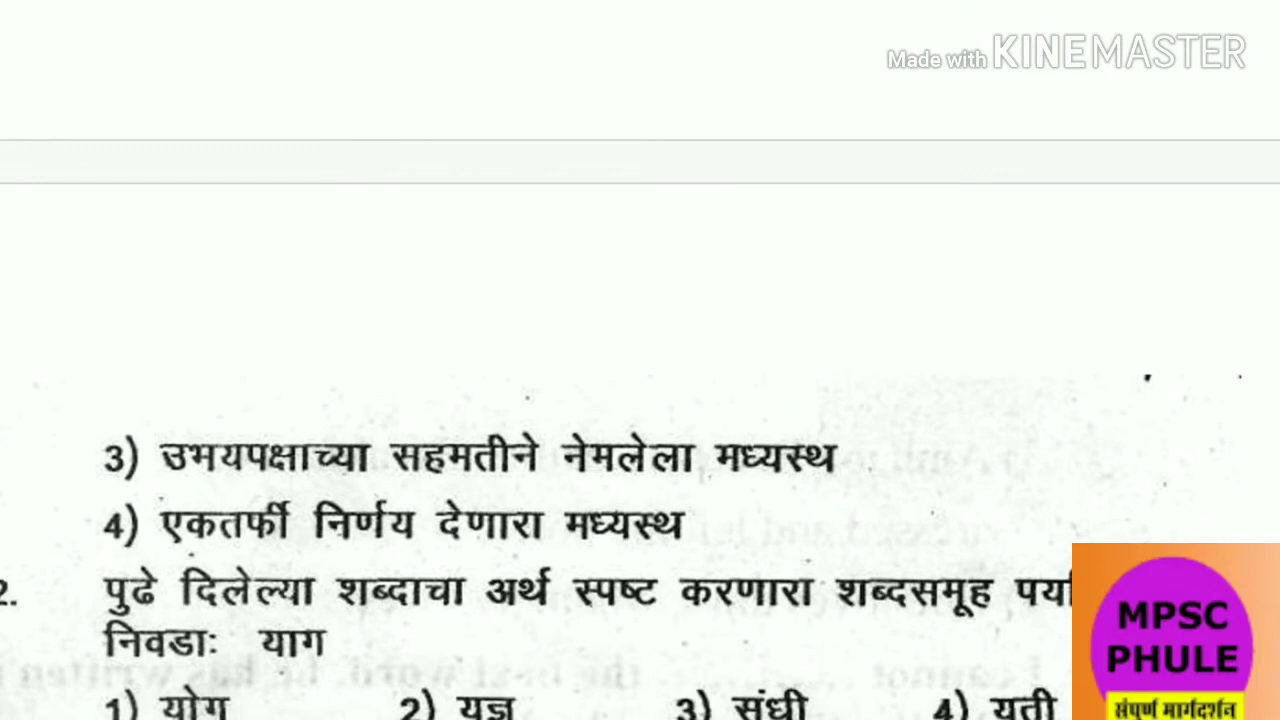 Made with KINEMASTER
3) उभयपक्षाच्या सहमतीने नेमलेला मध्यस्थ
4) एकतर्फी निर्णय देणारा मध्यस्थ
2. पुढे दिलेल्या शब्दाचा अर्थ स्पष्ट करणारा शब्दसमूह
निवडाः याग
1) योग 2) यज्ञ 3) संधी 4) यती
MPSC
PHULE
संपूर्ण मार्गदर्शन